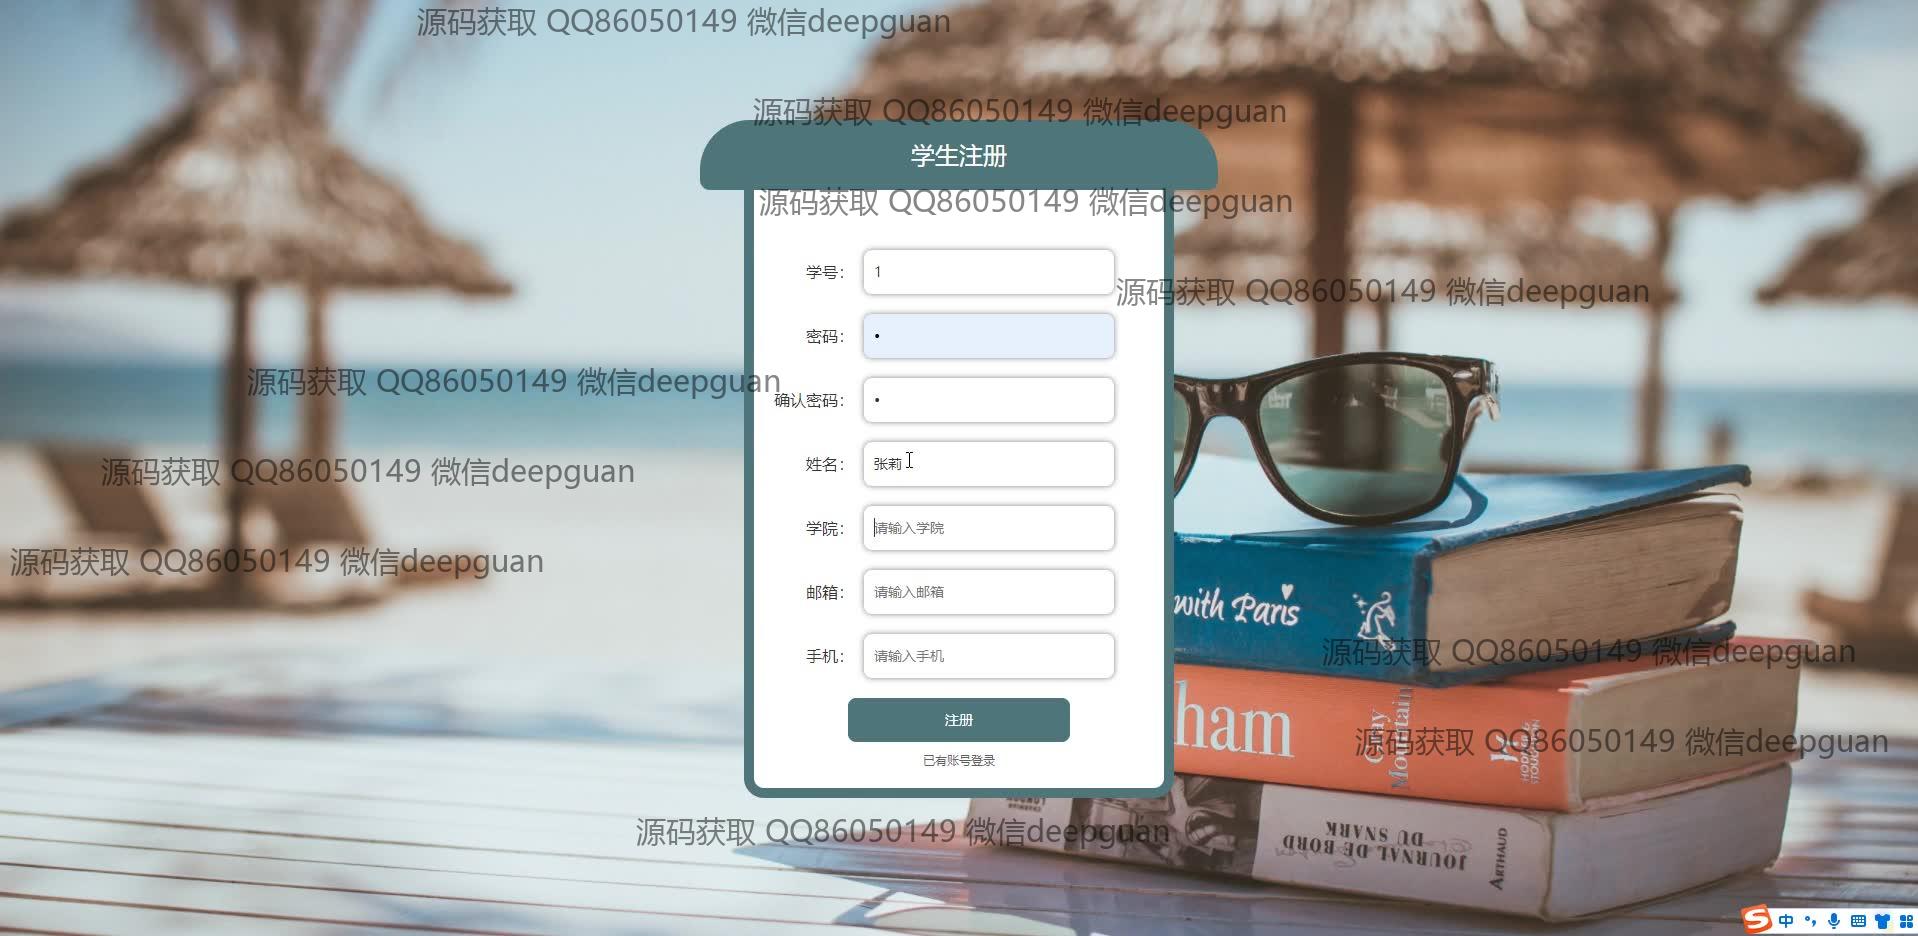 源码获取 QQ86050149 微信deepguan
源码获取 QQ86050149 微信deepguan
学生注册
源码获取 QQ86050149 微信deepguan
学号： 1
源码获取 QQ86050149 微信deepguan
密码： •
源码获取 QQ86050149 微信deepguan
确认密码： •
姓名： 张莉
源码获取 QQ86050149 微信deepguan
学院： 请输入学院
源码获取 QQ86050149 微信deepguan
邮箱： 请输入邮箱
with Paris
手机： 请输入手机
源码获取 QQ86050149 微信deepguan
注册
ham
Gray Mountain
HODDER & STOUGHTON
源码获取 QQ86050149 微信deepguan
已有账号登录
源码获取 QQ86050149 微信deepguan
LONDON
JOURNAL DE BORD
DU SNARK
ARTHAUD
中